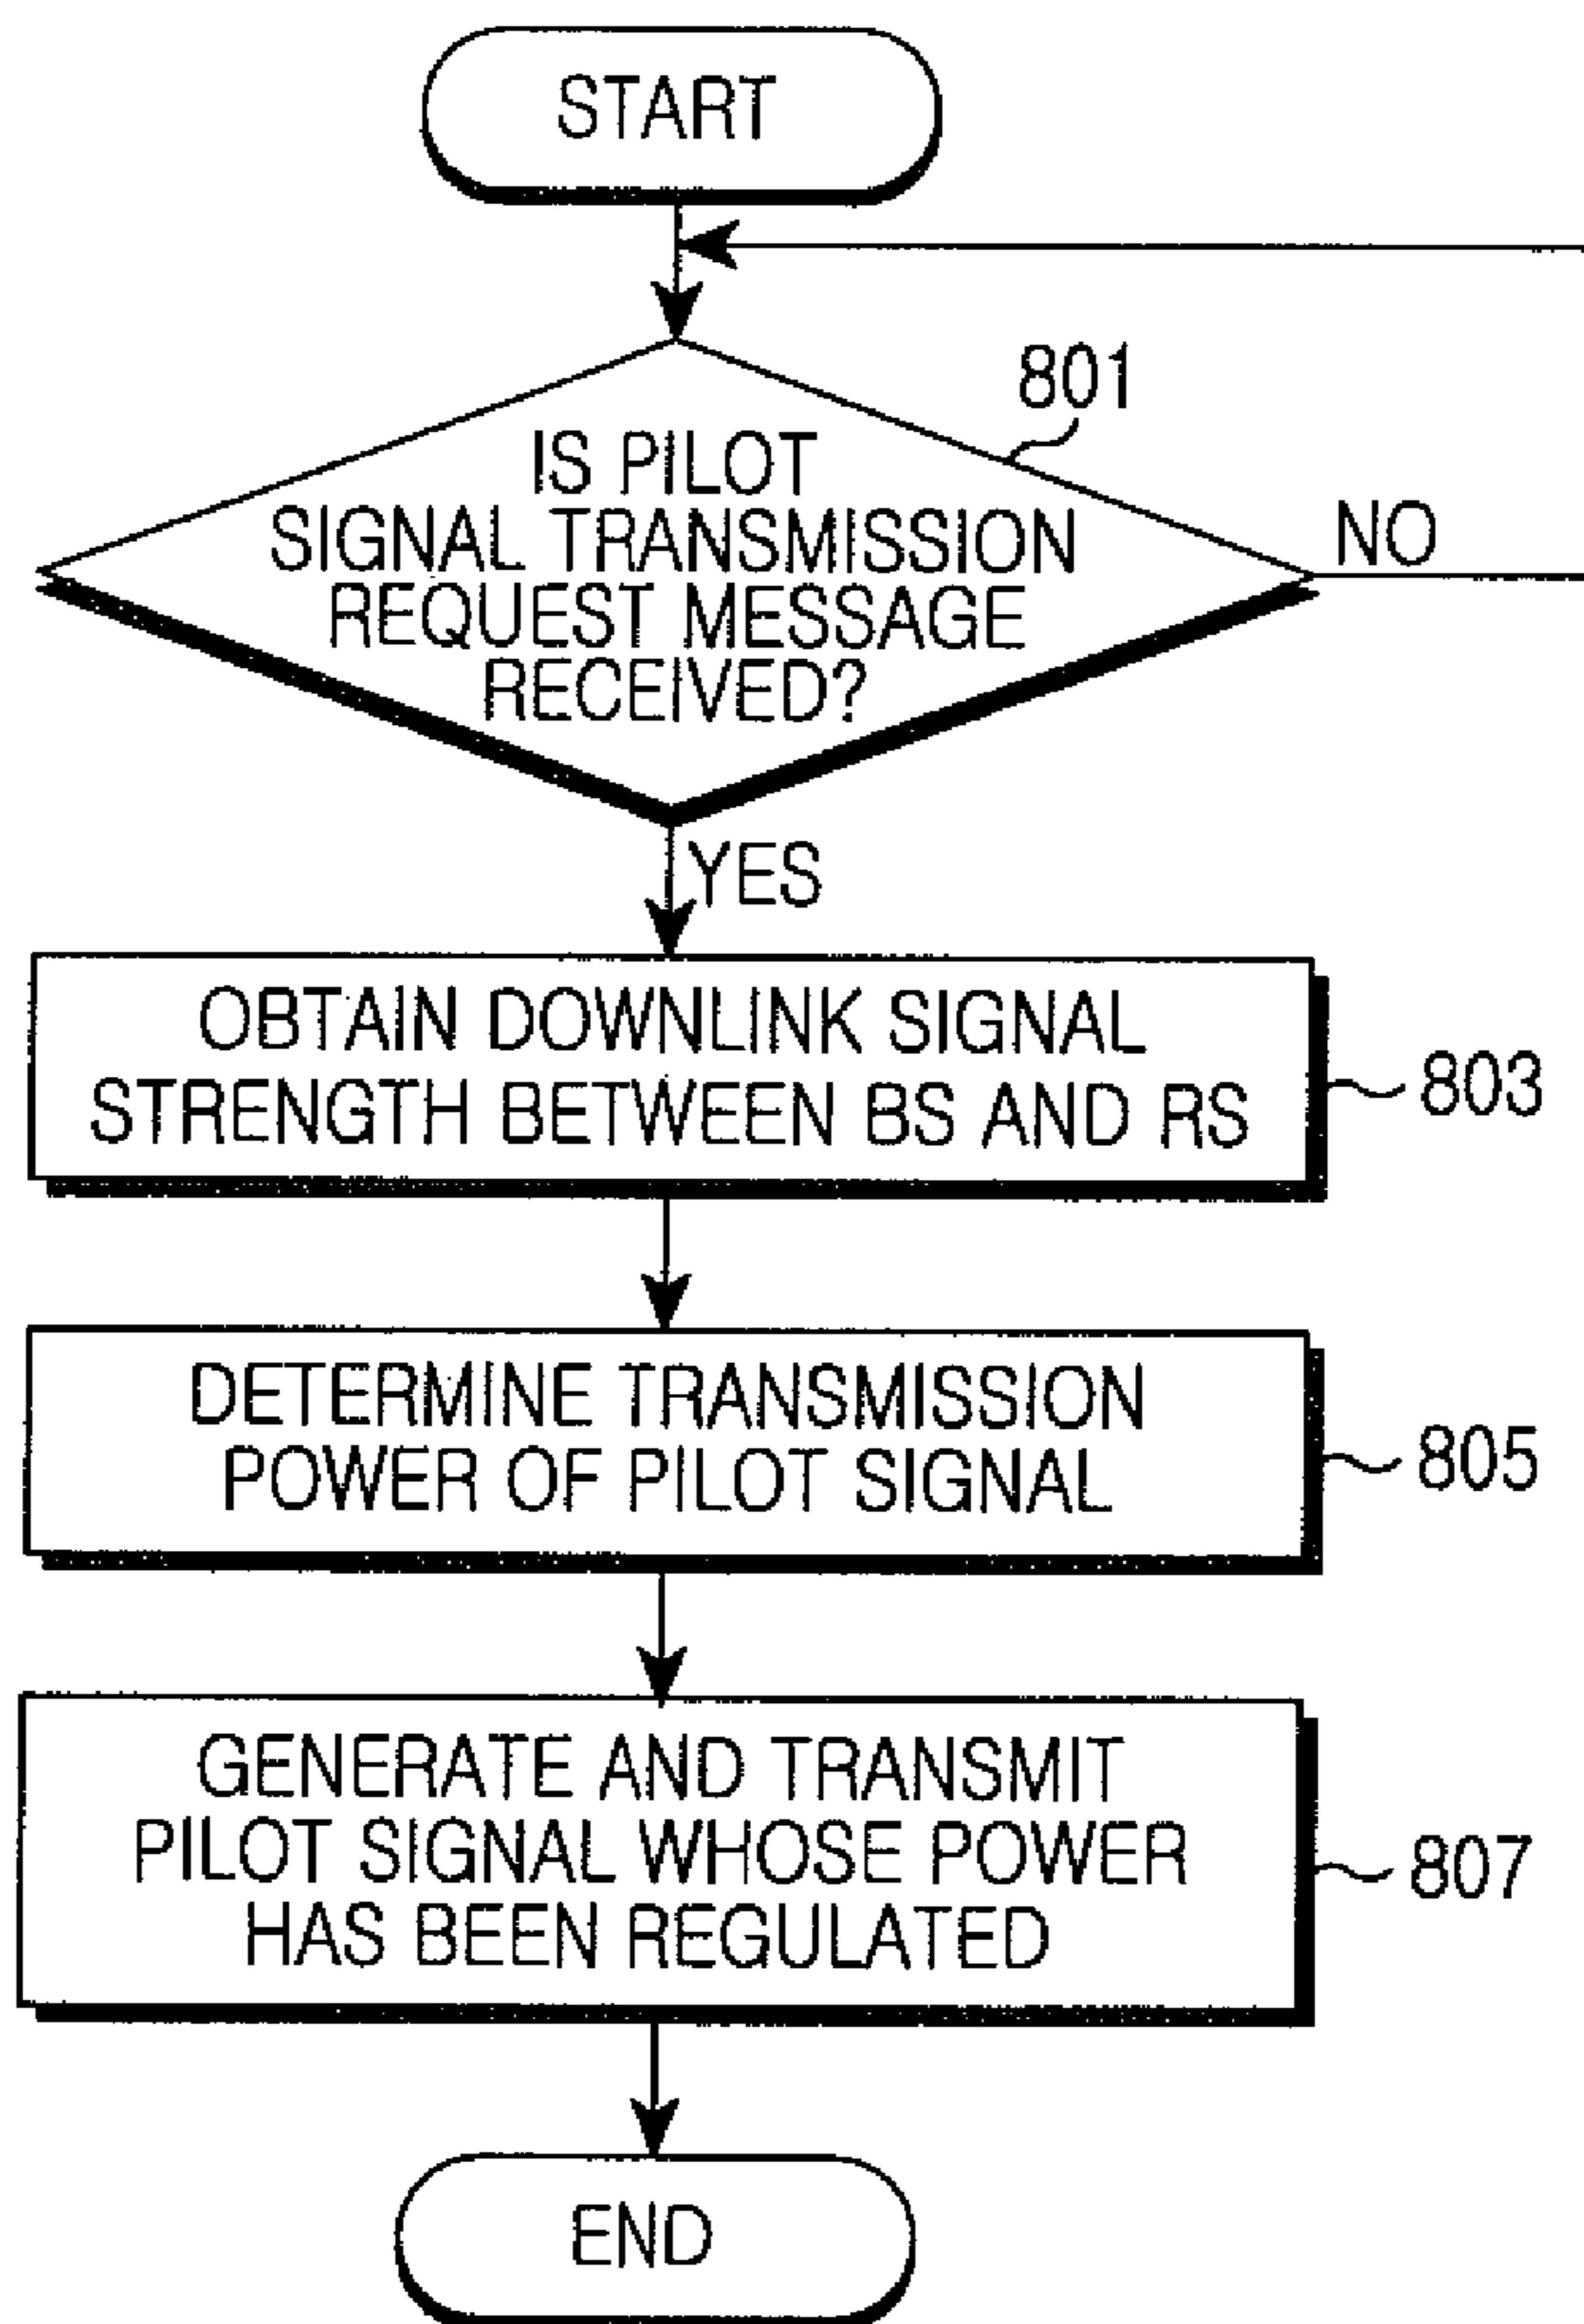 START
801
IS PILOT
SIGNAL TRANSMISSION
REQUEST MESSAGE
RECEIVED?
NO
YES
OBTAIN DOWNLINK SIGNAL
STRENGTH BETWEEN BS AND RS
803
DETERMINE TRANSMISSION
POWER OF PILOT SIGNAL
805
GENERATE AND TRANSMIT
PILOT SIGNAL WHOSE POWER
HAS BEEN REGULATED
807
END